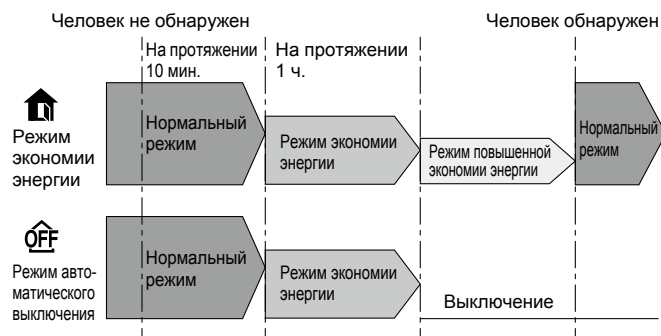 Человек не обнаружен
Человек обнаружен
На протяжении
10 мин.
На протяжении
1 ч.
Режим
экономии
энергии
Нормальный
режим
Режим экономии
энергии
Режим повышенной
экономии энергии
Нормальный
режим
OFF
Режим авто-
матического
выключения
Нормальный
режим
Режим экономии
энергии
Выключение